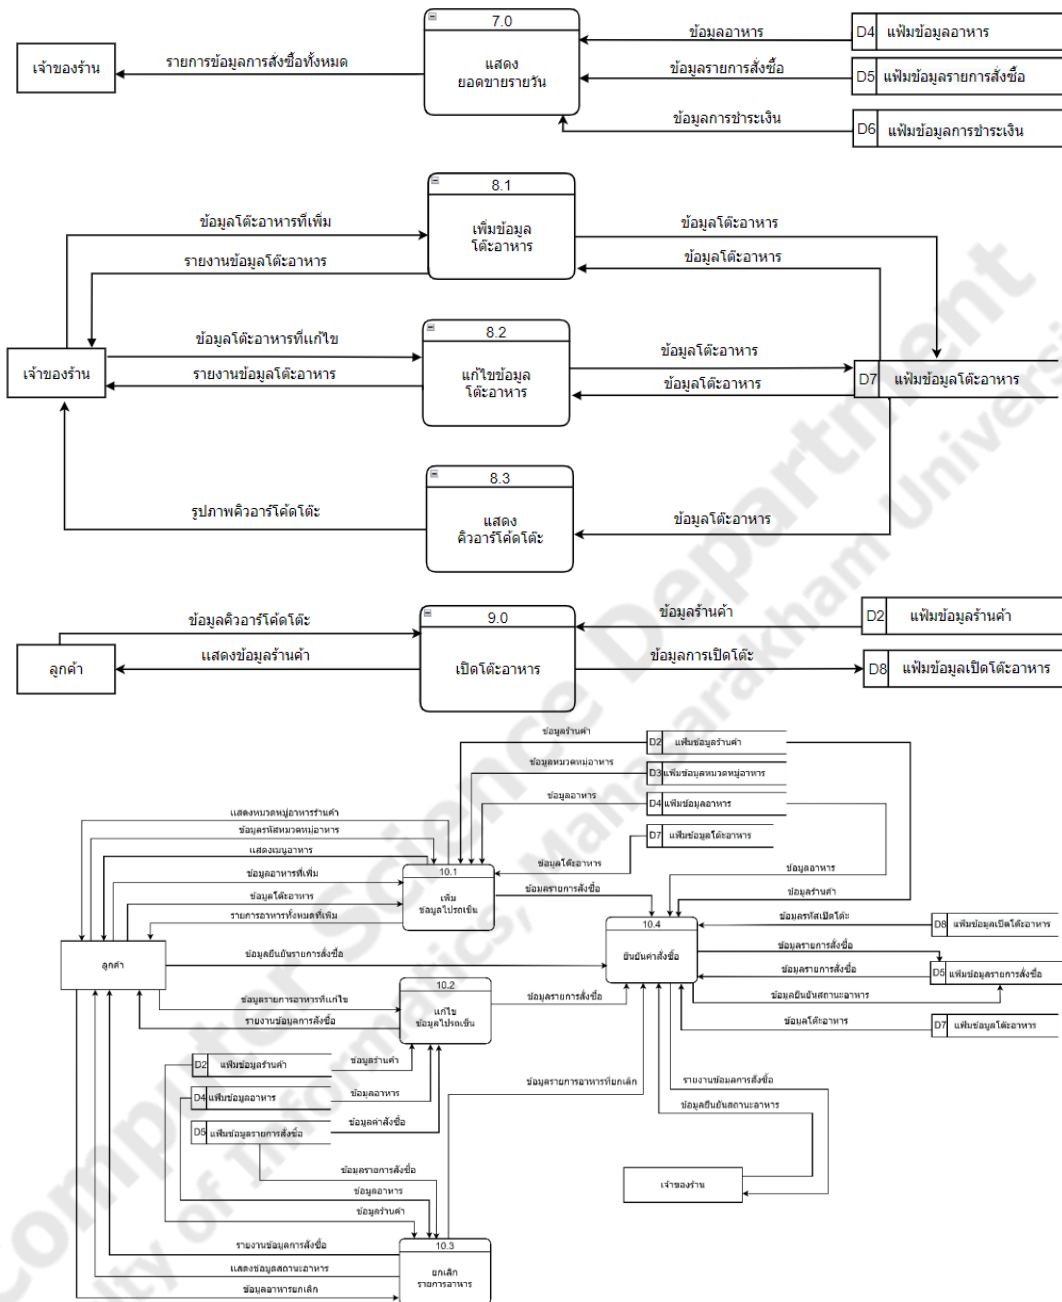 7.0
แสดง
ยอดขายรายวัน
เจ้าของร้าน
รายการข้อมูลการสั่งซื้อทั้งหมด
ข้อมูลอาหาร
D4 แฟ้มข้อมูลอาหาร
ข้อมูลรายการสั่งซื้อ
D5 แฟ้มข้อมูลรายการสั่งซื้อ
ข้อมูลการชำระเงิน
D6 แฟ้มข้อมูลการชำระเงิน
8.1
เพิ่มข้อมูล
โต๊ะอาหาร
ข้อมูลโต๊ะอาหารที่เพิ่ม
รายงานข้อมูลโต๊ะอาหาร
ข้อมูลโต๊ะอาหาร
ข้อมูลโต๊ะอาหาร
8.2
แก้ไขข้อมูล
โต๊ะอาหาร
ข้อมูลโต๊ะอาหารที่แก้ไข
รายงานข้อมูลโต๊ะอาหาร
เจ้าของร้าน
ข้อมูลโต๊ะอาหาร
ข้อมูลโต๊ะอาหาร
D7 แฟ้มข้อมูลโต๊ะอาหาร
8.3
แสดง
คิวอาร์โค้ดโต๊ะ
รูปภาพคิวอาร์โค้ดโต๊ะ
ข้อมูลโต๊ะอาหาร
9.0
เปิดโต๊ะอาหาร
ข้อมูลคิวอาร์โค้ดโต๊ะ
แสดงข้อมูลร้านค้า
ลูกค้า
ข้อมูลร้านค้า
D2 แฟ้มข้อมูลร้านค้า
ข้อมูลการเปิดโต๊ะ
D8 แฟ้มข้อมูลเปิดโต๊ะอาหาร
ข้อมูลร้านค้า
D2 แฟ้มข้อมูลร้านค้า
ข้อมูลหมวดหมู่อาหาร
D3 แฟ้มข้อมูลหมวดหมู่อาหาร
ข้อมูลอาหาร
D4 แฟ้มข้อมูลอาหาร
D7 แฟ้มข้อมูลโต๊ะอาหาร
ข้อมูลโต๊ะอาหาร
แสดงหมวดหมู่อาหารร้านค้า
ข้อมูลรหัสหมวดหมู่อาหาร
แสดงเมนูอาหาร
ข้อมูลอาหารที่เพิ่ม
ข้อมูลโต๊ะอาหาร
รายการอาหารทั้งหมดที่เพิ่ม
10.1
เพิ่ม
ข้อมูลไปรถเข็น
ข้อมูลรายการสั่งซื้อ
ข้อมูลอาหาร
ข้อมูลร้านค้า
10.4
ยืนยันคำสั่งซื้อ
ข้อมูลรหัสเปิดโต๊ะ
D8 แฟ้มข้อมูลเปิดโต๊ะอาหาร
ข้อมูลรายการสั่งซื้อ
ข้อมูลรายการสั่งซื้อ
D5 แฟ้มข้อมูลรายการสั่งซื้อ
ข้อมูลยืนยันสถานะอาหาร
ข้อมูลโต๊ะอาหาร
D7 แฟ้มข้อมูลโต๊ะอาหาร
ลูกค้า
ข้อมูลยืนยันรายการสั่งซื้อ
ข้อมูลรายการอาหารที่แก้ไข
รายงานข้อมูลการสั่งซื้อ
10.2
แก้ไข
ข้อมูลไปรถเข็น
ข้อมูลรายการสั่งซื้อ
D2 แฟ้มข้อมูลร้านค้า
ข้อมูลร้านค้า
D4 แฟ้มข้อมูลอาหาร
ข้อมูลอาหาร
D5 แฟ้มข้อมูลรายการสั่งซื้อ
ข้อมูลคำสั่งซื้อ
ข้อมูลรายการอาหารที่ยกเลิก
รายงานข้อมูลการสั่งซื้อ
ข้อมูลยืนยันสถานะอาหาร
เจ้าของร้าน
ข้อมูลรายการสั่งซื้อ
ข้อมูลอาหาร
ข้อมูลร้านค้า
รายงานข้อมูลการสั่งซื้อ
แสดงข้อมูลสถานะอาหาร
ข้อมูลอาหารยกเลิก
10.3
ยกเลิก
รายการอาหาร
Computer Science Department
Faculty of Informatics, Mahasarakham Universi